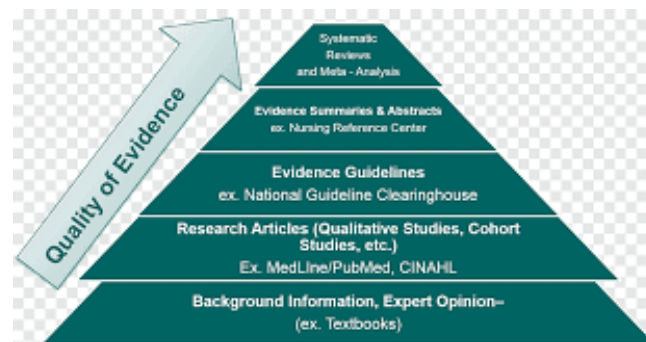 Quality of Evidence
Systematic
Reviews
and Meta - Analysis
Evidence Summaries & Abstracts
ex. Nursing Reference Center
Evidence Guidelines
ex. National Guideline Clearinghouse
Research Articles (Qualitative Studies, Cohort
Studies, etc.)
Ex. MedLIne/PubMed, CINAHL
Background Information, Expert Opinion–
(ex. Textbooks)